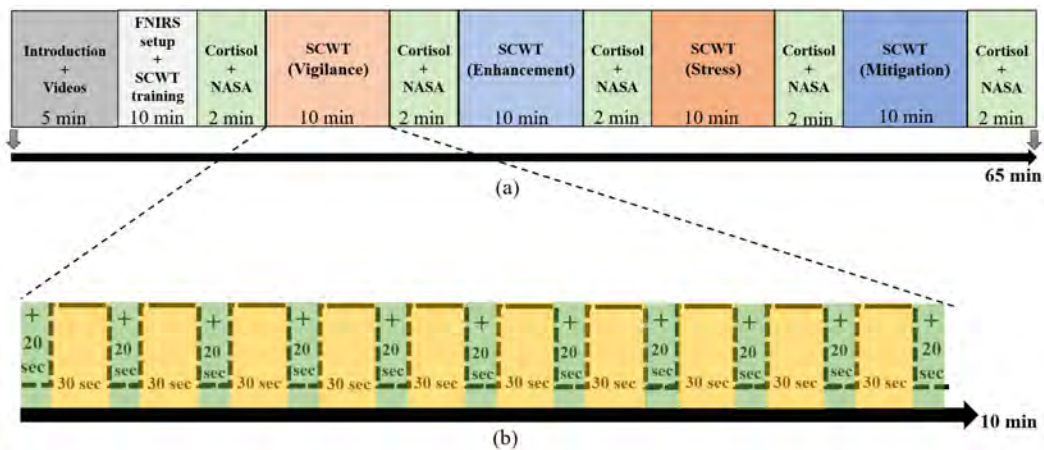 Introduction
+
Videos
5 min
FNIRS
setup
+
SCWT
training
10 min
Cortisol
+
NASA
2 min
SCWT
(Vigilance)
10 min
Cortisol
+
NASA
2 min
SCWT
(Enhancement)
10 min
Cortisol
+
NASA
2 min
SCWT
(Stress)
10 min
Cortisol
+
NASA
2 min
SCWT
(Mitigation)
10 min
Cortisol
+
NASA
2 min
65 min
(a)
+
20
sec
30 sec
+
20
sec
30 sec
+
20
sec
30 sec
+
20
sec
30 sec
+
20
sec
30 sec
+
20
sec
30 sec
+
20
sec
30 sec
+
20
sec
30 sec
+
20
sec
30 sec
+
20
sec
30 sec
+
20
sec
10 min
(b)